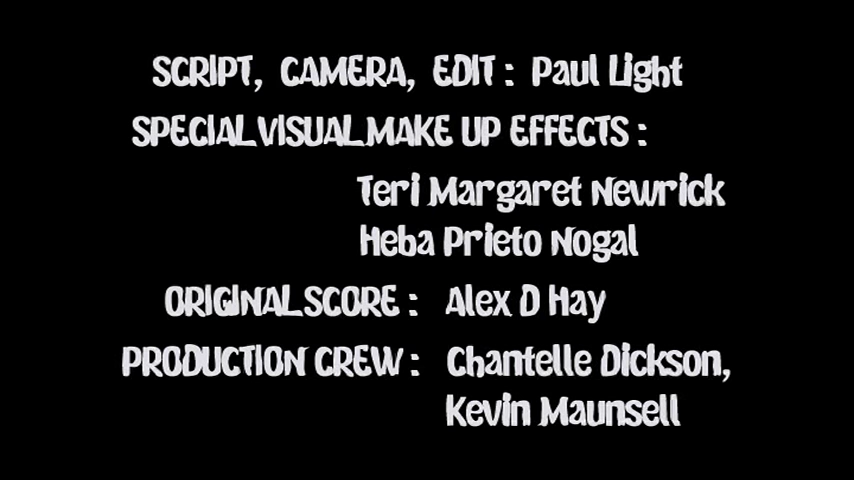 SCRIPT, CAMERA, EDIT : Paul Light
SPECIAL VISUAL MAKE UP EFFECTS :
Teri Margaret Newrick
Heba Prieto Nogal
ORIGINAL SCORE : Alex D Hay
PRODUCTION CREW : Chantelle Dickson,
Kevin Maunsell